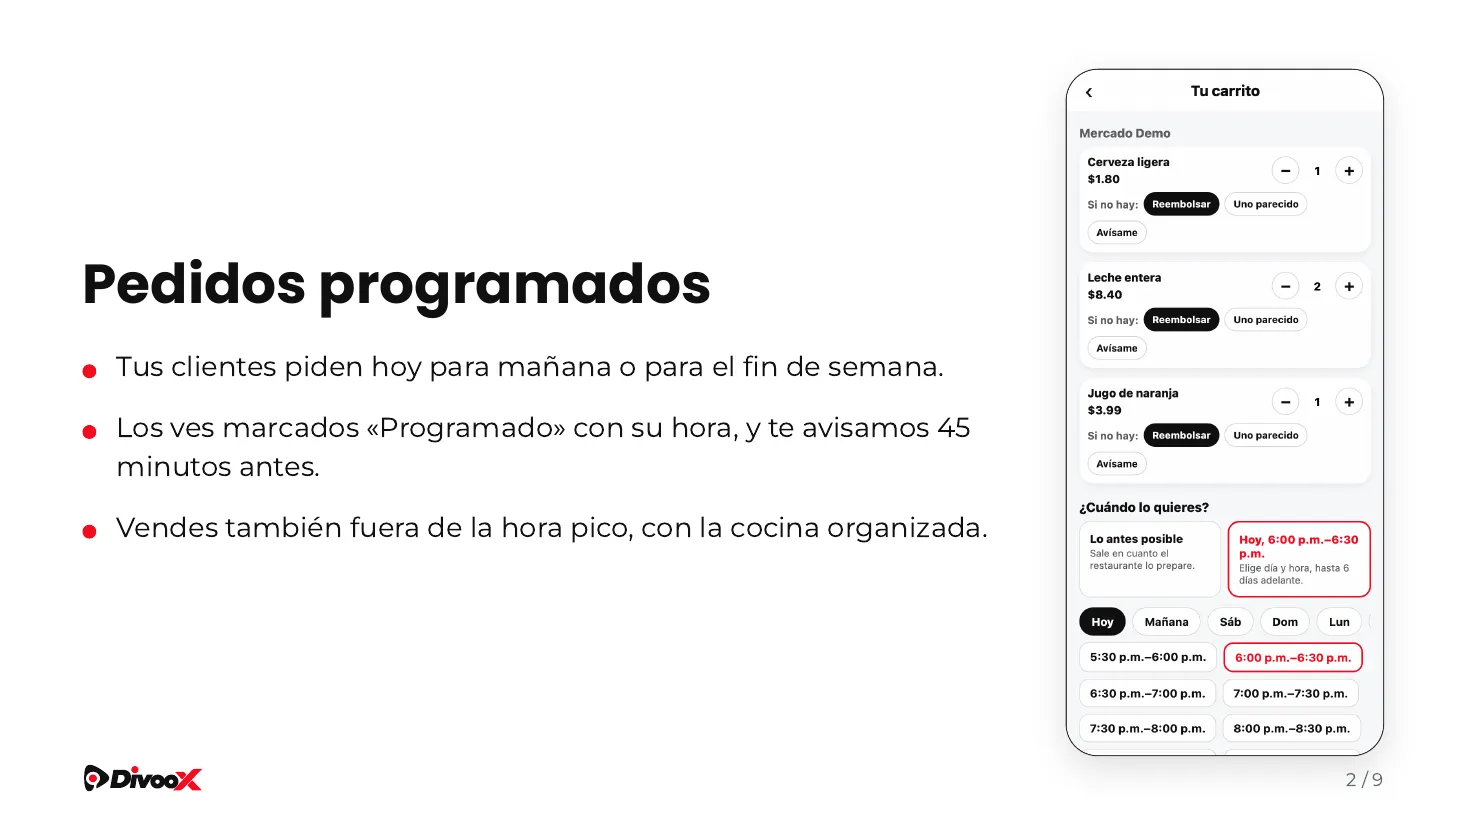 Pedidos programados
Tus clientes piden hoy para mañana o para el fin de semana.
Los ves marcados «Programado» con su hora, y te avisamos 45
minutos antes.
Vendes también fuera de la hora pico, con la cocina organizada.
Tu carrito
Mercado Demo
Cerveza ligera
$1.80
− 1 +
Si no hay: Reembolsar Uno parecido
Avísame
Leche entera
$8.40
− 2 +
Si no hay: Reembolsar Uno parecido
Avísame
Jugo de naranja
$3.99
− 1 +
Si no hay: Reembolsar Uno parecido
Avísame
¿Cuándo lo quieres?
Lo antes posible
Sale en cuanto el
restaurante lo prepare.
Hoy, 6:00 p.m.–6:30
p.m.
Elige día y hora, hasta 6
días adelante.
Hoy Mañana Sáb Dom Lun
5:30 p.m.–6:00 p.m. 6:00 p.m.–6:30 p.m.
6:30 p.m.–7:00 p.m. 7:00 p.m.–7:30 p.m.
7:30 p.m.–8:00 p.m. 8:00 p.m.–8:30 p.m.
DivooX
2 / 9